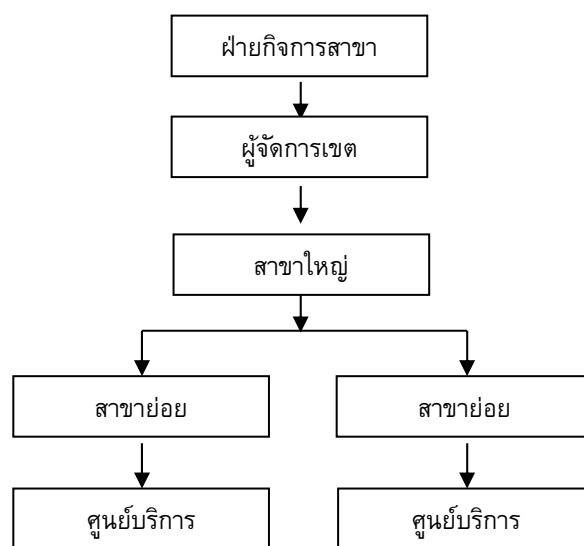 ฝ่ายกิจการสาขา
ผู้จัดการเขต
สาขาใหญ่
สาขาย่อย
สาขาย่อย
ศูนย์บริการ
ศูนย์บริการ